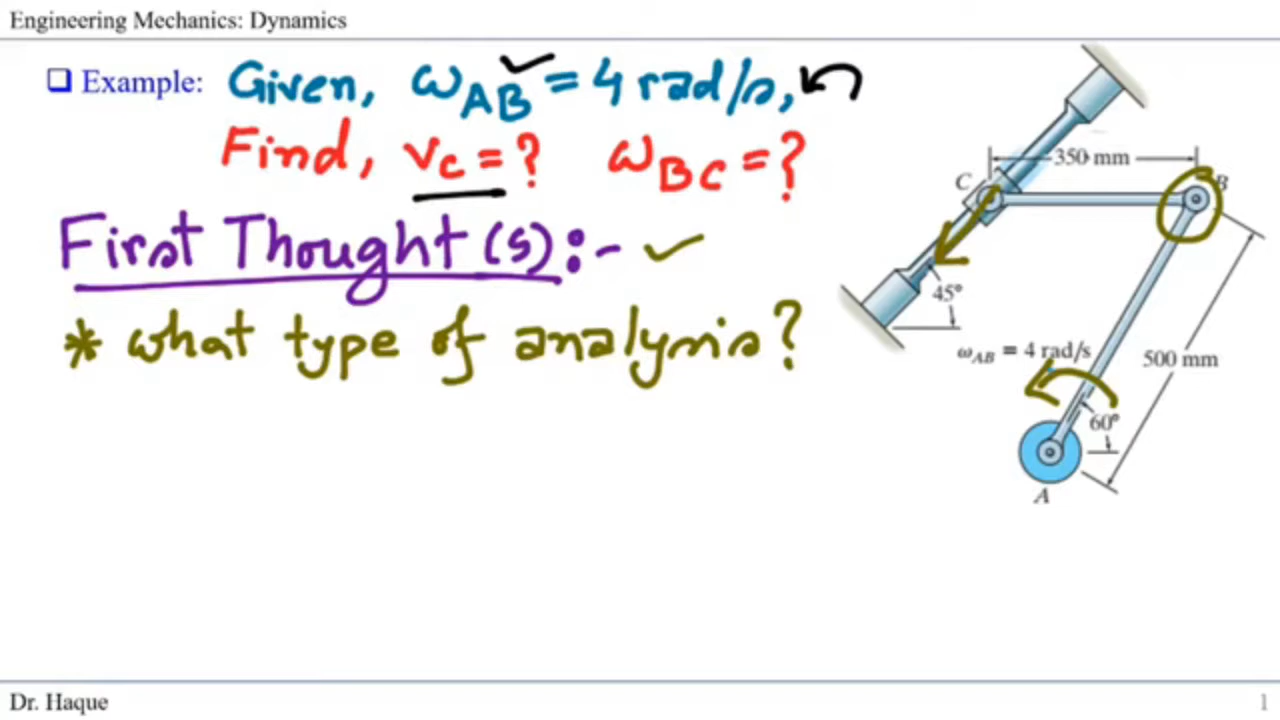 Engineering Mechanics: Dynamics
Example: Given, ωAB = 4 rad/s,
Find, vC = ? ωBC = ?
First Thought(s):-
* what type of analysis?
350 mm
C
B
45°
ωAB = 4 rad/s
500 mm
60°
A
Dr. Haque
1